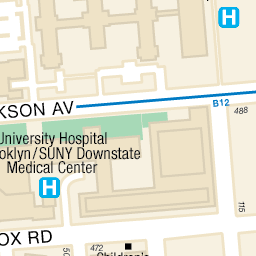 H
KSON AV
B12
488
University Hospital
oklyn/SUNY Downstate
Medical Center
H
115
OX RD
472
Children's